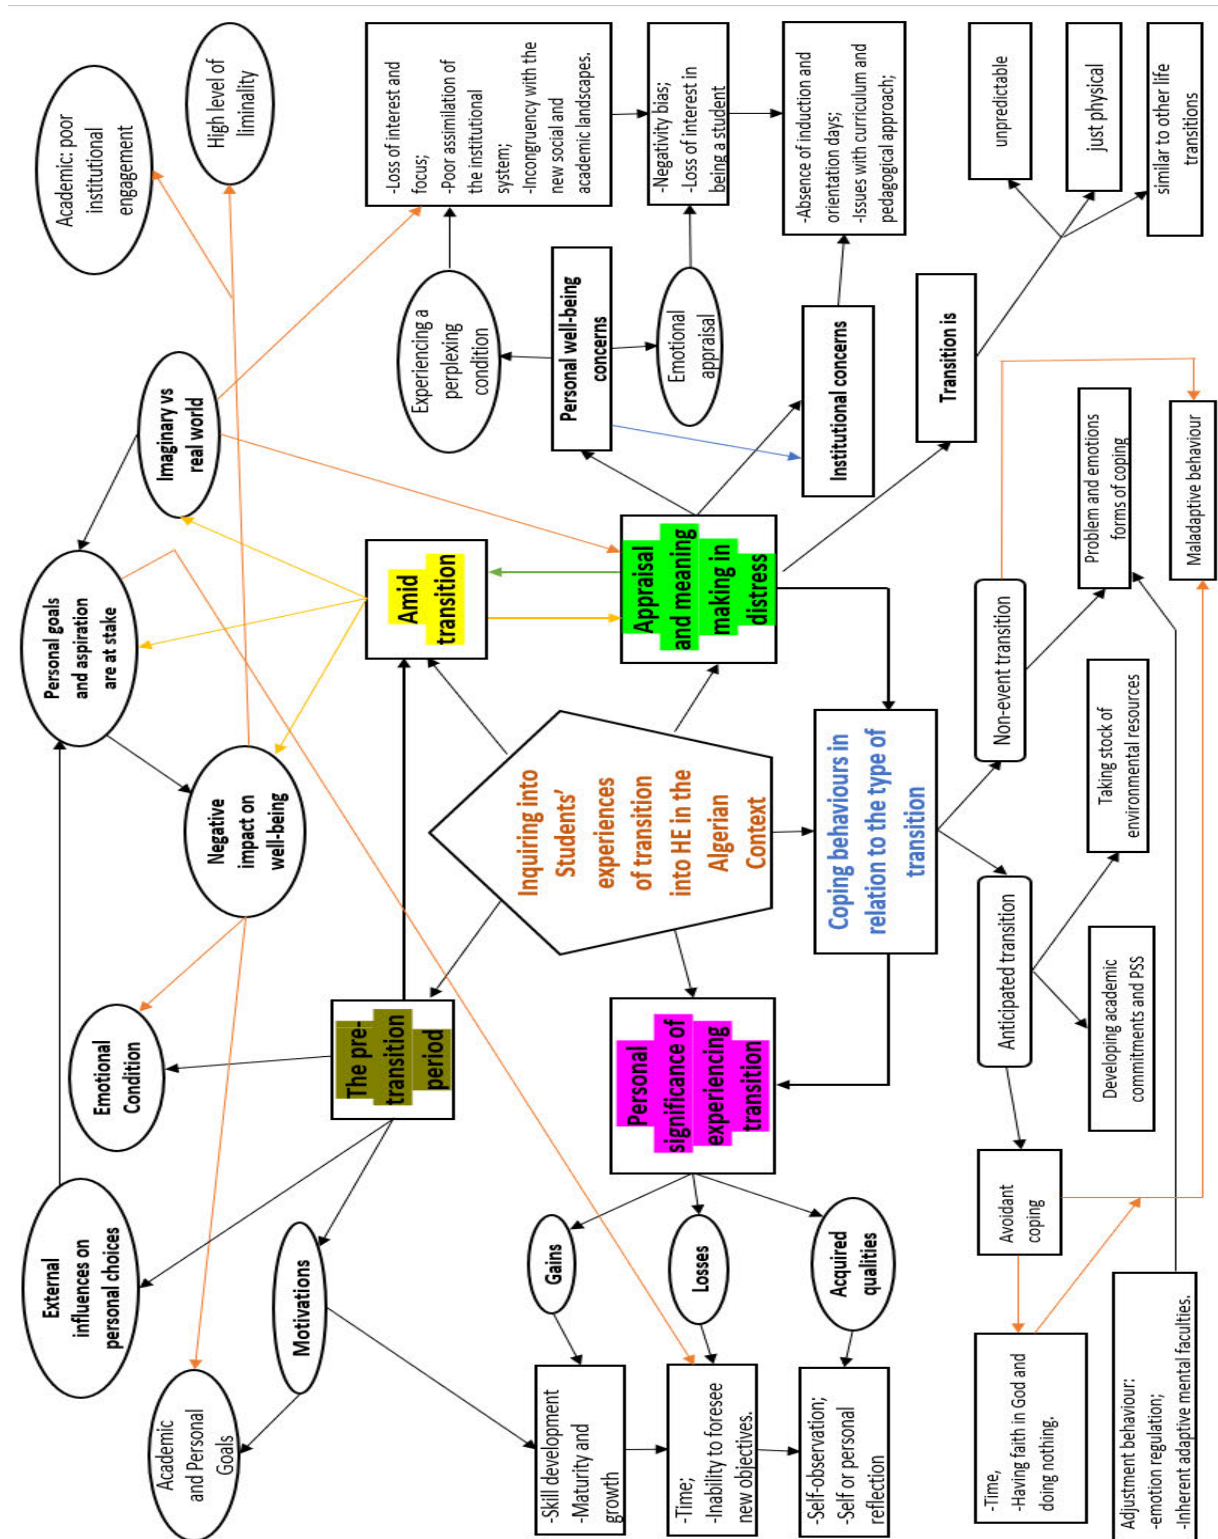 External
influences on
personal choices
Emotional
Condition
Personal goals
and aspiration
are at stake
Academic: poor
institutional
engagement
Academic
and Personal
Goals
Motivations
Negative
impact on
well-being
Imaginary vs
real world
High level of
liminality
The pre-
transition
period
Amid
transition
Experiencing a
perplexing
condition
-Loss of interest and
focus;
-Poor assimilation of
the institutional
system;
-Incongruency with the
new social and
academic landscapes.
Inquiring into
Students'
experiences
of transition
into HE in the
Algerian
Context
Personal well-being
concerns
Emotional
appraisal
-Negativity bias;
-Loss of interest in
being a student
-Skill development
-Maturity and
growth
Gains
Personal
significance of
experiencing
transition
Appraisal
and meaning
making in
distress
-Time;
-Inability to foresee
new objectives.
Losses
Institutional concerns
-Absence of induction and
orientation days;
-Issues with curriculum and
pedagogical approach;
-Self-observation;
-Self or personal
reflection
Acquired
qualities
Coping behaviours in
relation to the type of
transition
Transition is
unpredictable
just physical
similar to other life
transitions
-Time,
-Having faith in God and
doing nothing.
Avoidant
coping
Anticipated transition
Non-event transition
Developing academic
commitments and PSS
Taking stock of
environmental resources
Problem and emotions
forms of coping
Adjustment behaviour:
-emotion regulation;
-Inherent adaptive mental faculties.
Maladaptive behaviour